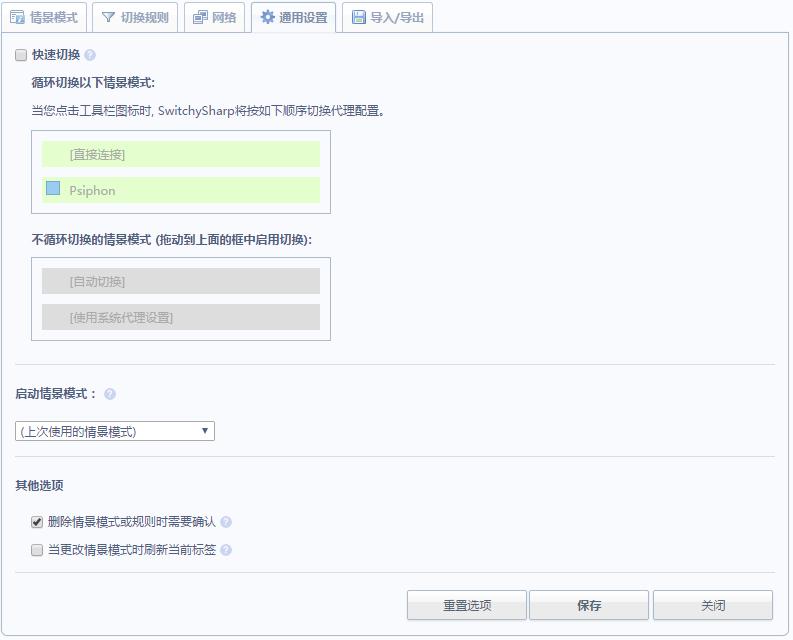 情景模式 切换规则 网络 通用设置 导入/导出
快速切换 ?
循环切换以下情景模式:
当您点击工具栏图标时, SwitchySharp将按如下顺序切换代理配置。
[直接连接]
Psiphon
不循环切换的情景模式 (拖动到上面的框中启用切换):
[自动切换]
[使用系统代理设置]
启动情景模式： ?
(上次使用的情景模式)
其他选项
删除情景模式或规则时需要确认 ?
当更改情景模式时刷新当前标签 ?
重置选项 保存 关闭